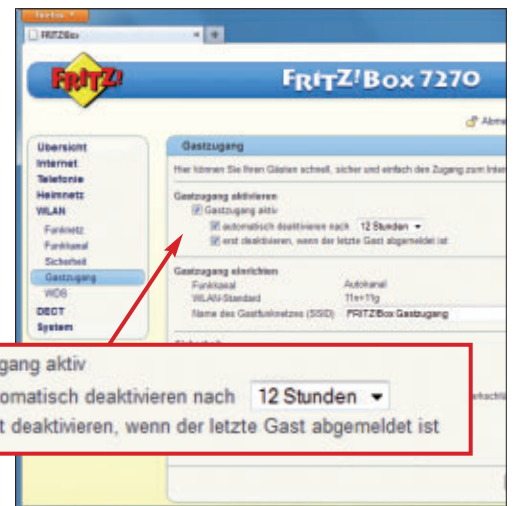 Firefox
FRITZ!Box
FRITZ!
FRITZ!Box 7270
Abme
Übersicht
Internet
Telefonie
Heimnetz
WLAN
Funknetz
Funkkanal
Sicherheit
Gastzugang
WDS
DECT
System
Gastzugang
Hier können Sie Ihren Gästen schnell, sicher und einfach den Zugang zum Inter
Gastzugang aktivieren
Gastzugang aktiv
automatisch deaktivieren nach 12 Stunden
erst deaktivieren, wenn der letzte Gast abgemeldet ist
Gastzugang einrichten
Funkkanal Autokanal
WLAN-Standard 11n+11g
Name des Gastfunknetzes (SSID) FRITZ!Box Gastzugang
gang aktiv
omatisch deaktivieren nach 12 Stunden
t deaktivieren, wenn der letzte Gast abgemeldet ist